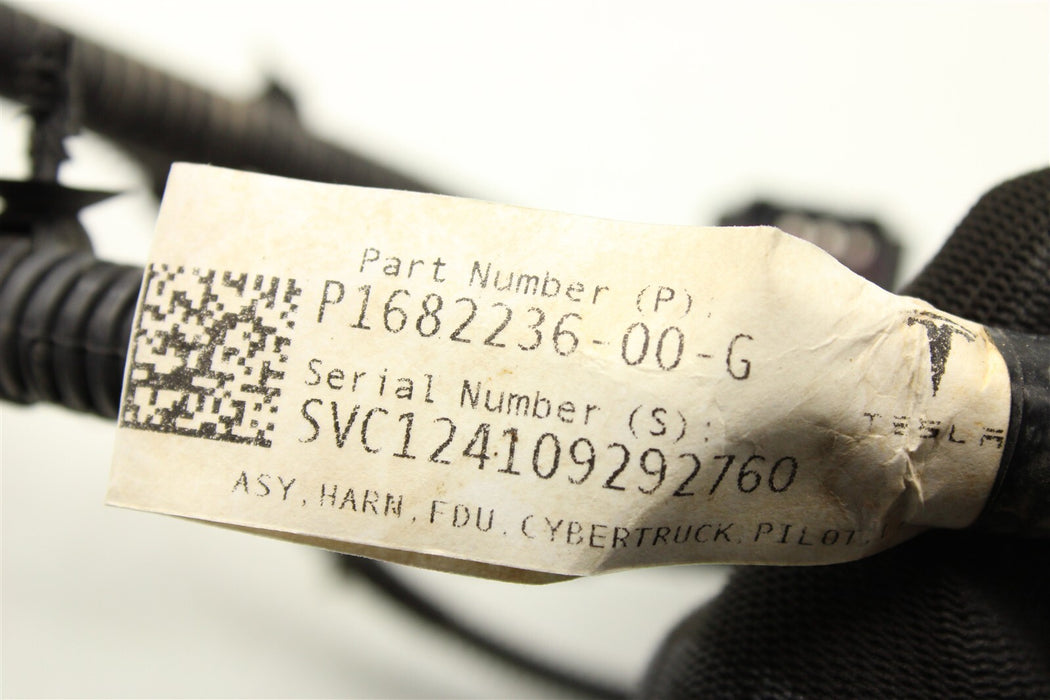 Part Number (P):
P1682236-00-G
Serial Number (S):
SVC124109292760
ASY, HARN, FDU, CYBERTRUCK, PILOT,
TESLA